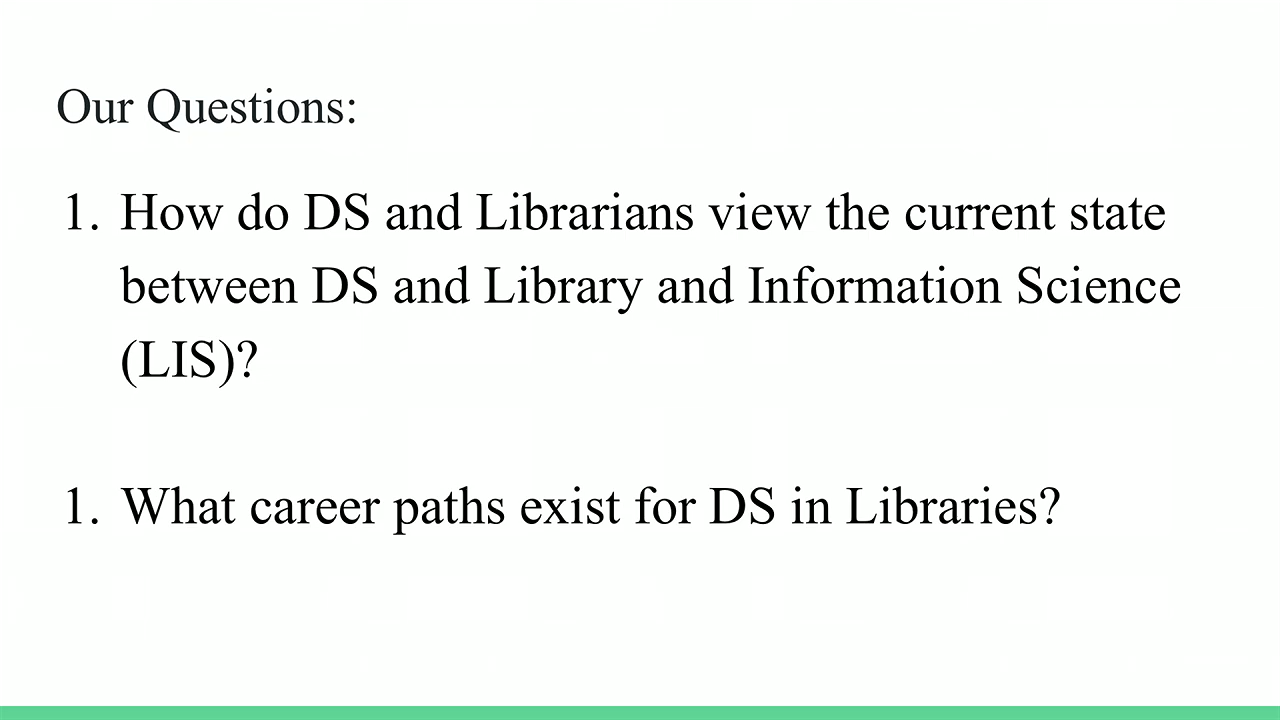 Our Questions:
1. How do DS and Librarians view the current state
between DS and Library and Information Science
(LIS)?
1. What career paths exist for DS in Libraries?